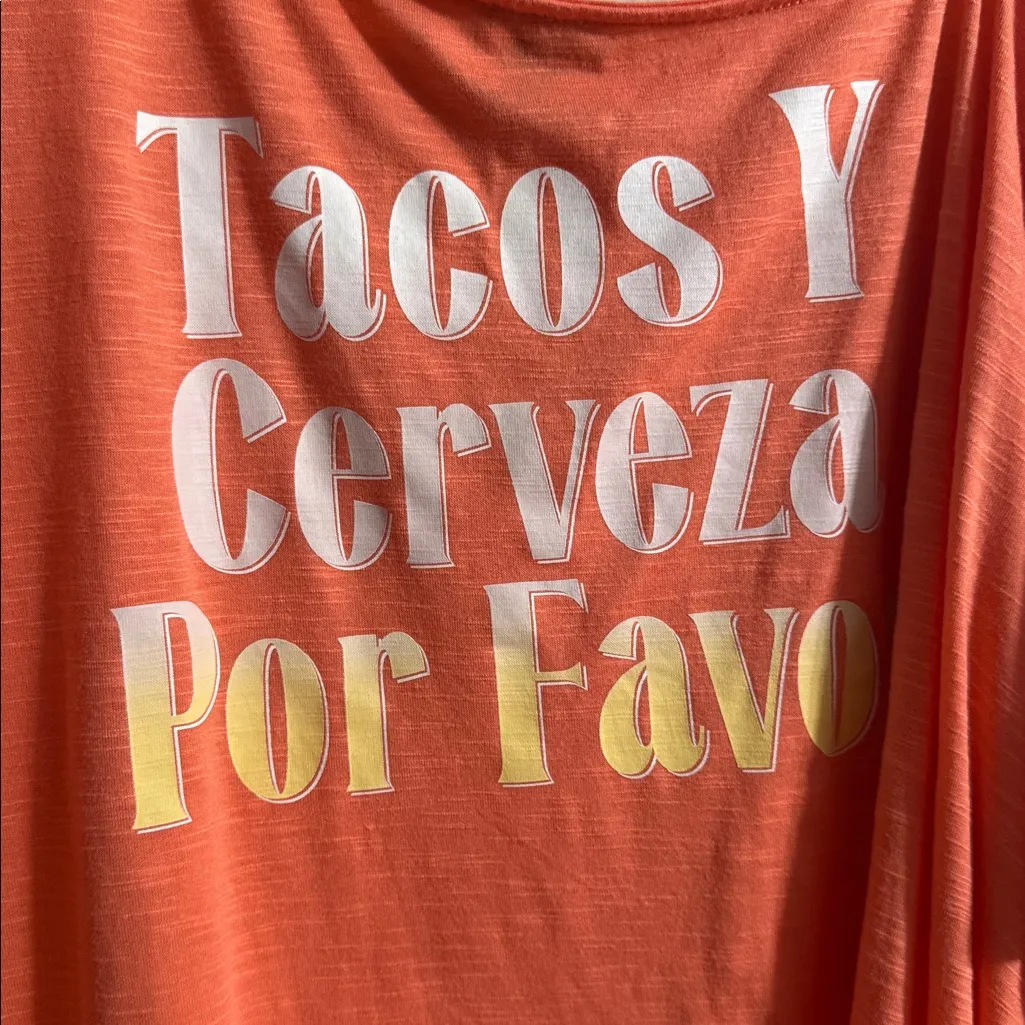 Tacos Y
Cerveza
Por Favo